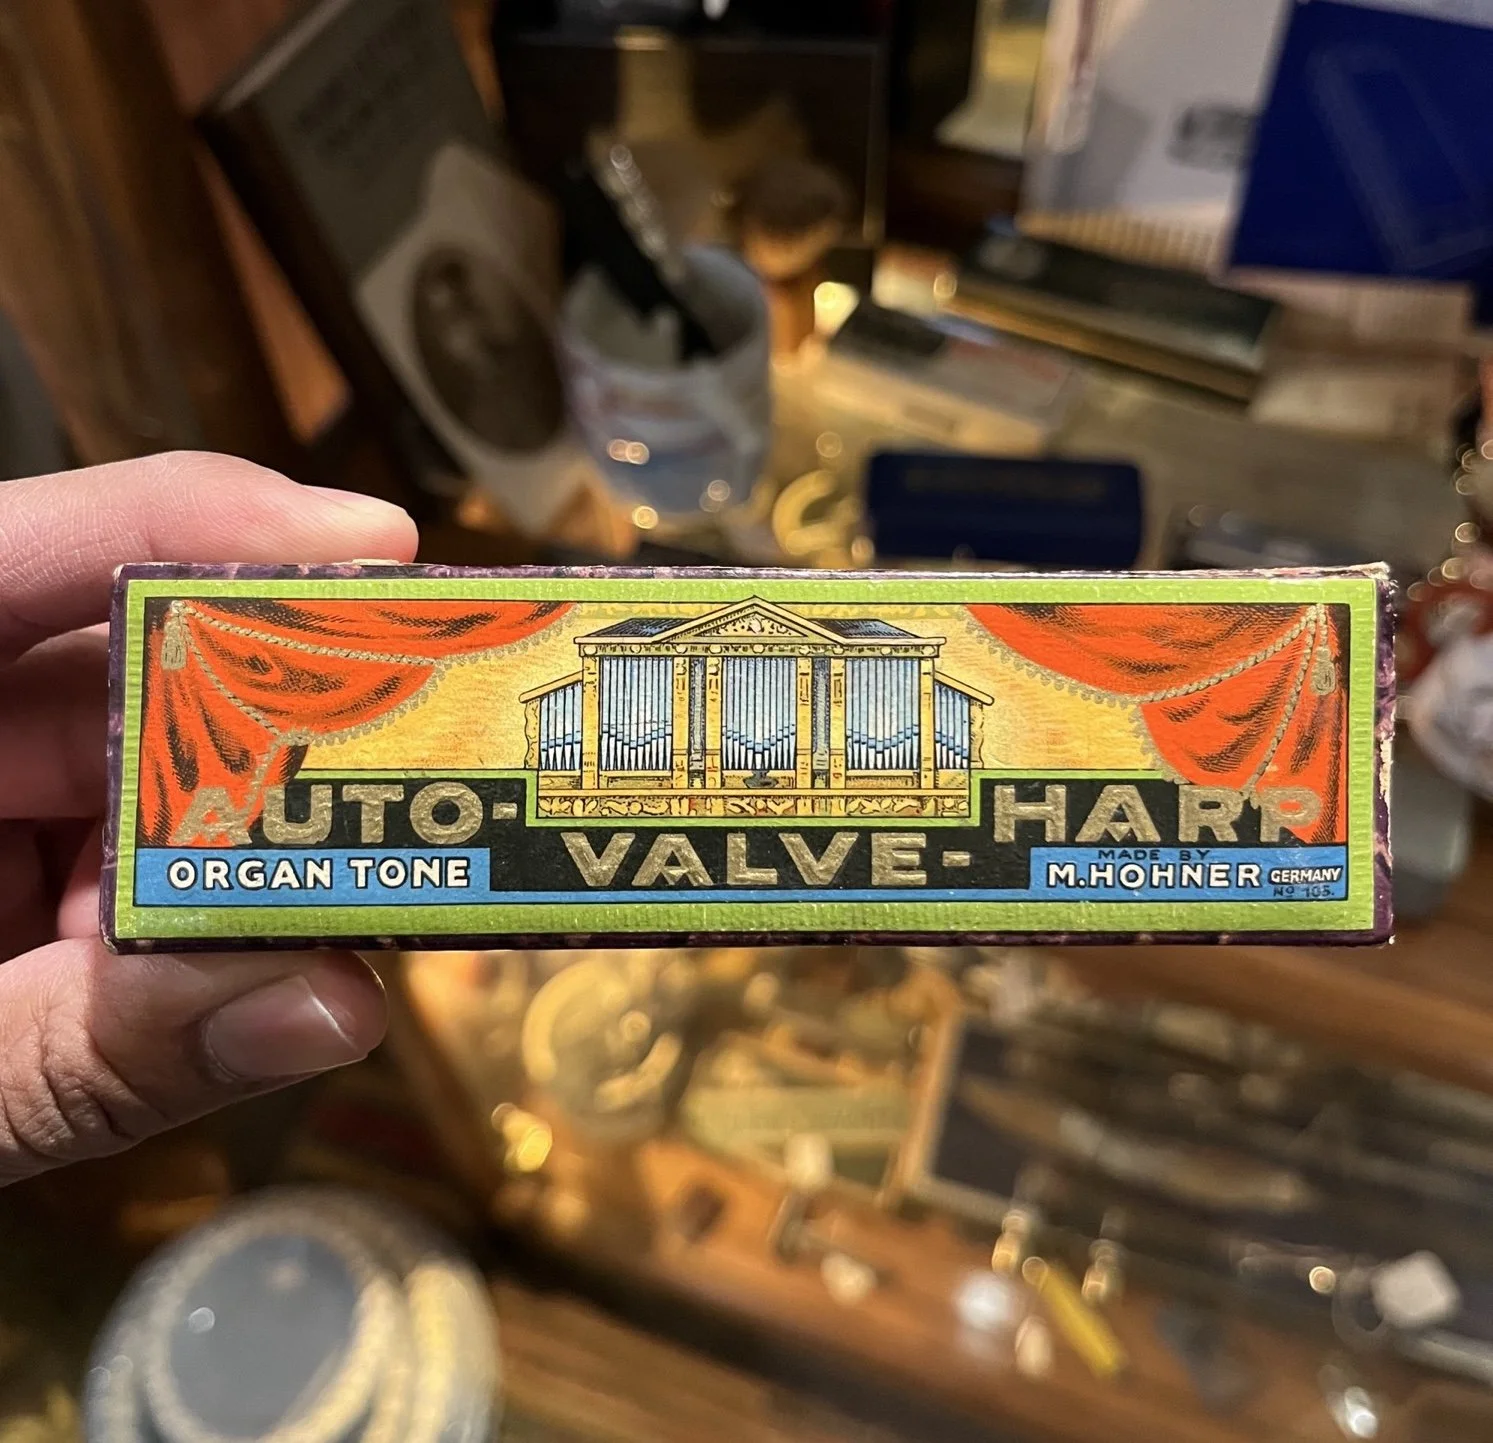 AUTO-
VALVE-
HARP
ORGAN TONE
MADE BY
M.HOHNER GERMANY
Nº 105.